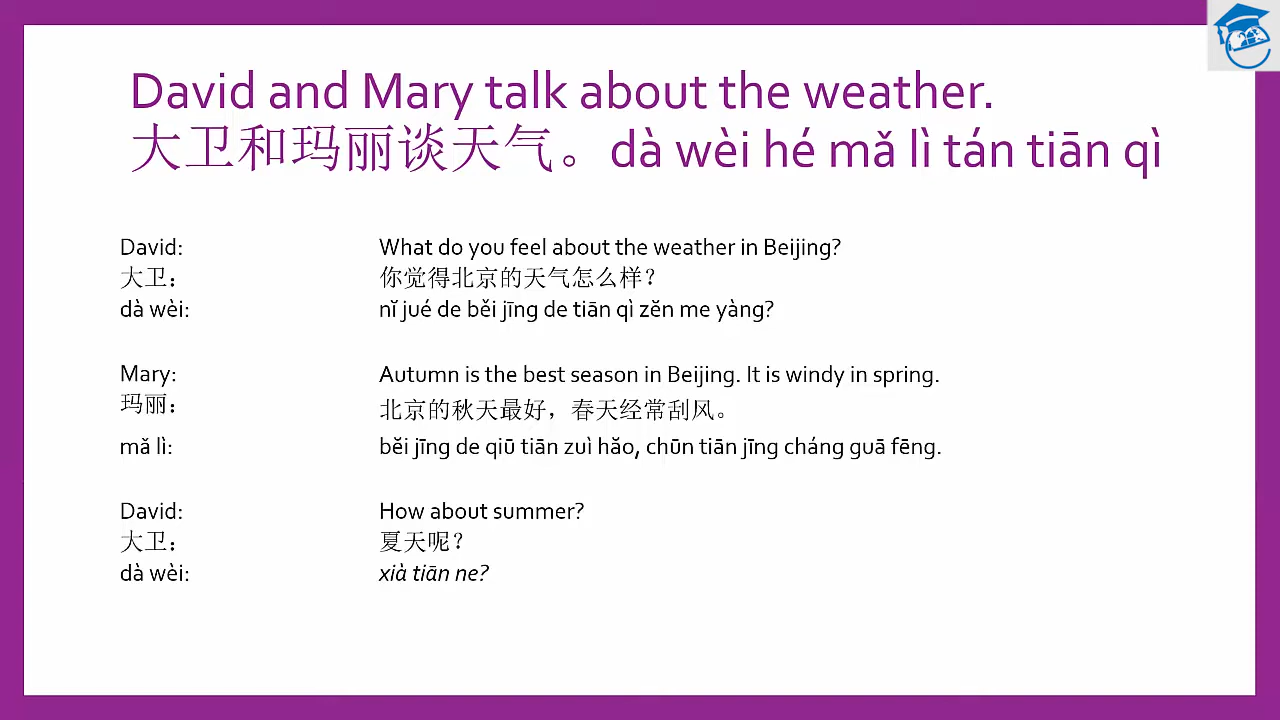 David and Mary talk about the weather.
大卫和玛丽谈天气。dà wèi hé mǎ lì tán tiān qì
David: What do you feel about the weather in Beijing?
大卫： 你觉得北京的天气怎么样？
dà wèi: nǐ jué de běi jīng de tiān qì zěn me yàng?
Mary: Autumn is the best season in Beijing. It is windy in spring.
玛丽： 北京的秋天最好，春天经常刮风。
mǎ lì: běi jīng de qiū tiān zuì hǎo, chūn tiān jīng cháng guā fēng.
David: How about summer?
大卫： 夏天呢？
dà wèi: xià tiān ne?